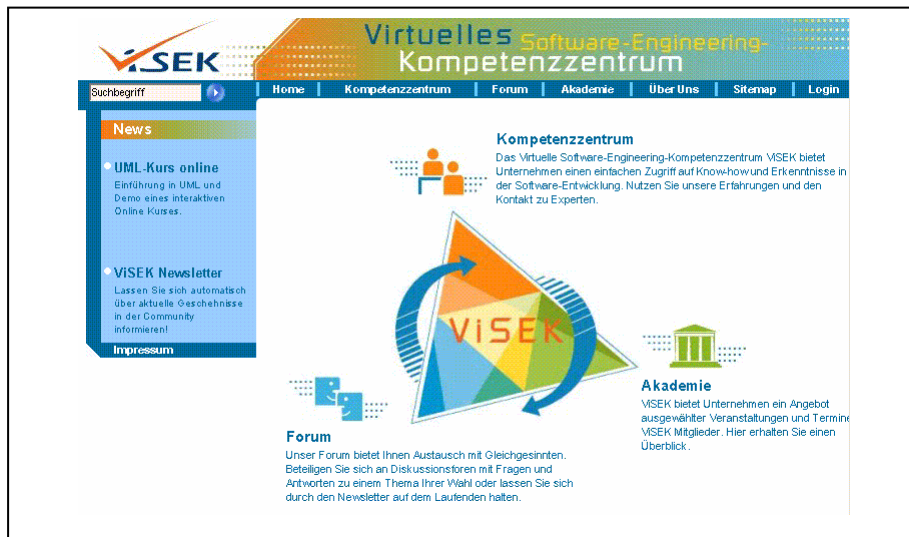 ViSEK
Virtuelles Software-Engineering-
Kompetenzzentrum
Suchbegriff
Home Kompetenzzentrum Forum Akademie Über Uns Sitemap Login
News
UML-Kurs online
Einführung in UML und
Demo eines interaktiven
Online Kurses.
ViSEK Newsletter
Lassen Sie sich automatisch
über aktuelle Geschehnisse
in der Community
informieren!
Impressum
Kompetenzzentrum
Das Virtuelle Software-Engineering-Kompetenzzentrum ViSEK bietet
Unternehmen einen einfachen Zugriff auf Know-how und Erkenntnisse in
der Software-Entwicklung. Nutzen Sie unsere Erfahrungen und den
Kontakt zu Experten.
ViSEK
Akademie
ViSEK bietet Unternehmen ein Angebot
ausgewählter Veranstaltungen und Termine
ViSEK Mitglieder. Hier erhalten Sie einen
Überblick.
Forum
Unser Forum bietet Ihnen Austausch mit Gleichgesinnten.
Beteiligen Sie sich an Diskussionsforen mit Fragen und
Antworten zu einem Thema Ihrer Wahl oder lassen Sie sich
durch den Newsletter auf dem Laufenden halten.